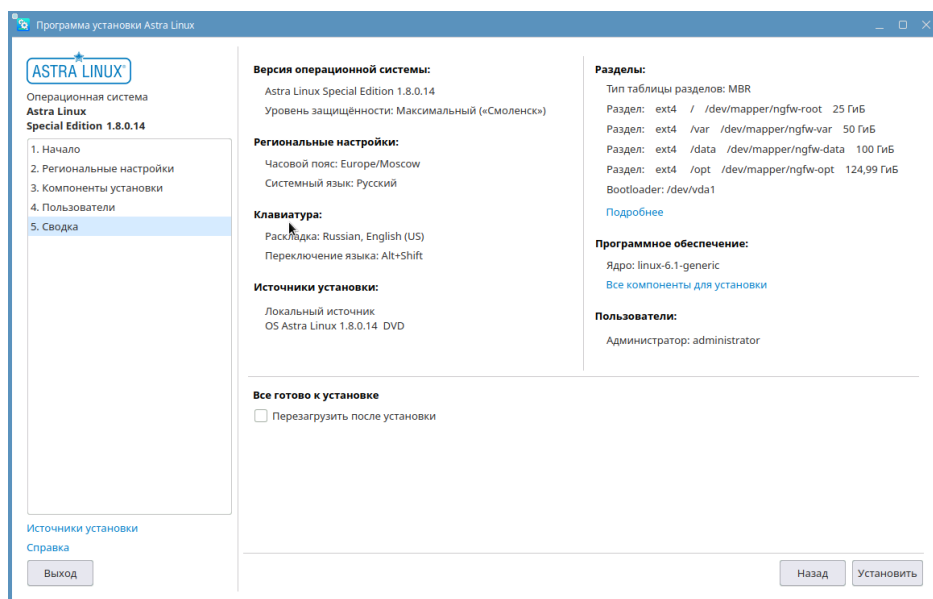 Программа установки Astra Linux
ASTRA LINUX®
Операционная система
Astra Linux
Special Edition 1.8.0.14
1. Начало
2. Региональные настройки
3. Компоненты установки
4. Пользователи
5. Сводка
Источники установки
Справка
Выход
Версия операционной системы:
Astra Linux Special Edition 1.8.0.14
Уровень защищённости: Максимальный («Смоленск»)
Региональные настройки:
Часовой пояс: Europe/Moscow
Системный язык: Русский
Клавиатура:
Раскладка: Russian, English (US)
Переключение языка: Alt+Shift
Источники установки:
Локальный источник
OS Astra Linux 1.8.0.14 DVD
Разделы:
Тип таблицы разделов: MBR
Раздел: ext4 / /dev/mapper/ngfw-root 25 ГиБ
Раздел: ext4 /var /dev/mapper/ngfw-var 50 ГиБ
Раздел: ext4 /data /dev/mapper/ngfw-data 100 ГиБ
Раздел: ext4 /opt /dev/mapper/ngfw-opt 124,99 ГиБ
Bootloader: /dev/vda1
Подробнее
Программное обеспечение:
Ядро: linux-6.1-generic
Все компоненты для установки
Пользователи:
Администратор: administrator
Все готово к установке
Перезагрузить после установки
Назад
Установить